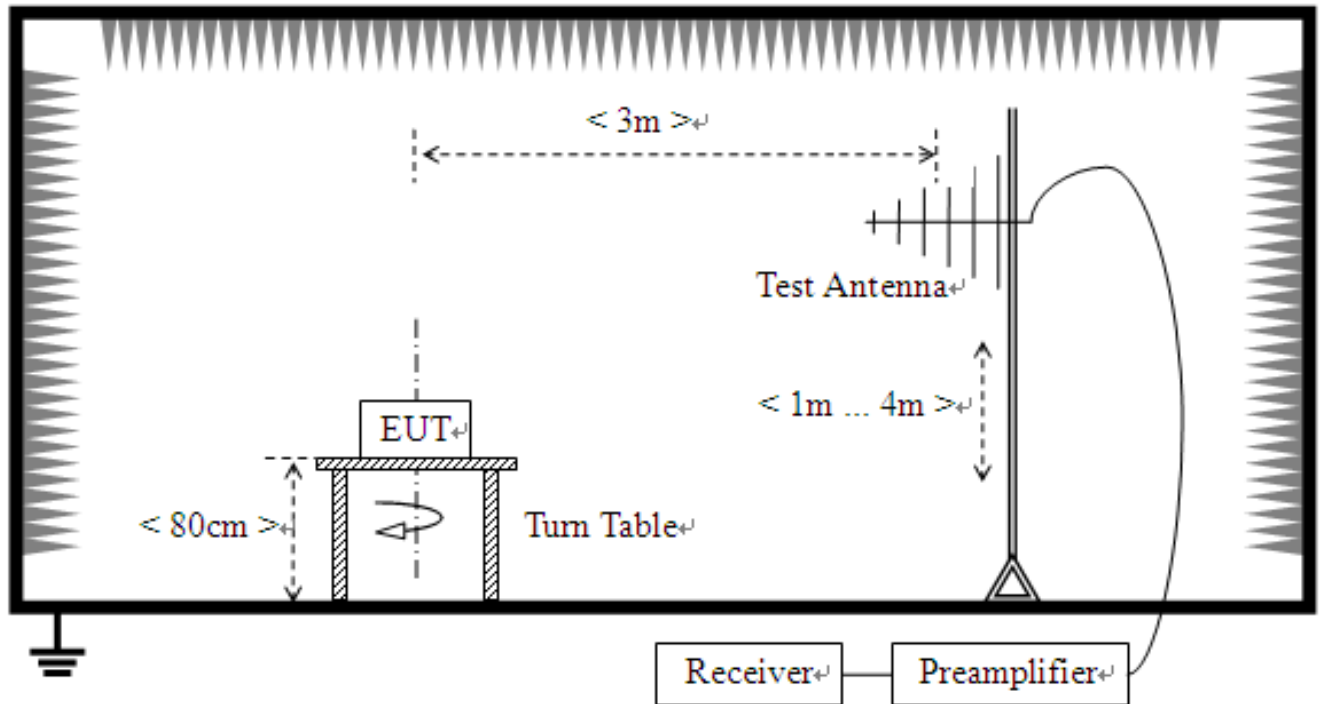 < 3m >↵
Test Antenna↵
< 1m ... 4m >↵
EUT↵
< 80cm >↵
Turn Table↵
Receiver↵
Preamplifier↵